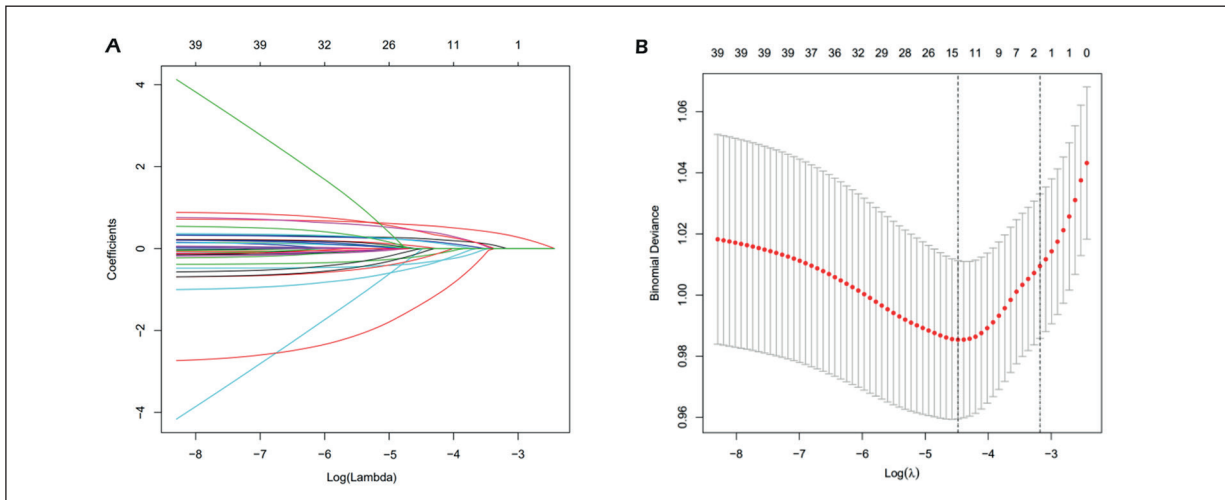 A
39 39 32 26 11 1
Coefficients
4
2
0
−2
−4
−8 −7 −6 −5 −4 −3
Log(Lambda)
B
39 39 39 39 37 36 32 29 28 26 15 11 9 7 2 1 1 0
Binomial Deviance
1.06
1.04
1.02
1.00
0.98
0.96
−8 −7 −6 −5 −4 −3
Log(λ)